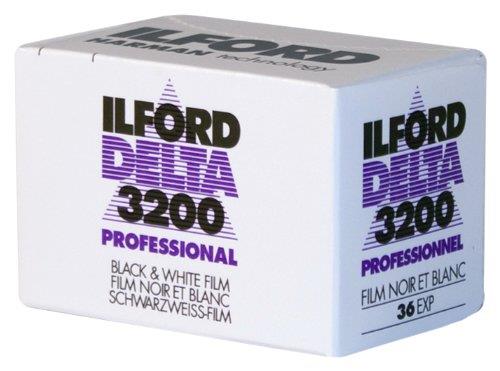 ILFORD
HARMAN technology
ILFORD
DELTA
3200
PROFESSIONAL
BLACK & WHITE FILM
FILM NOIR ET BLANC
SCHWARZWEISS-FILM
ILFORD
DELTA
3200
PROFESSIONNEL
FILM NOIR ET BLANC
36 EXP